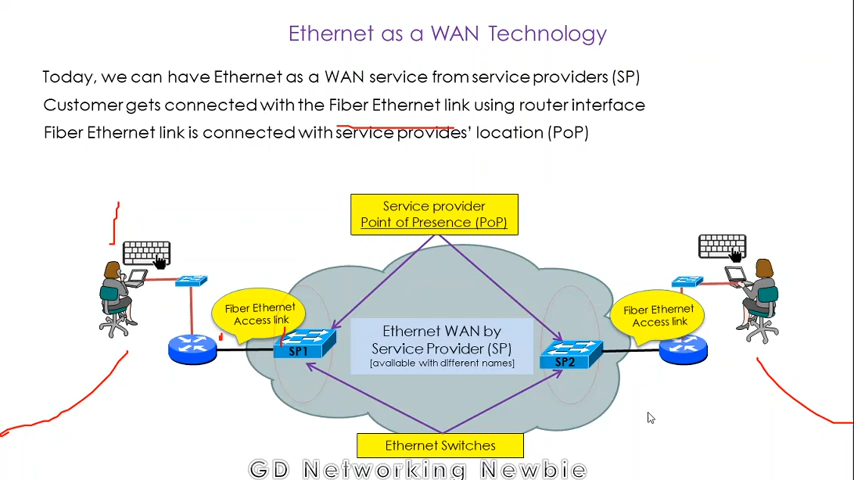 Ethernet as a WAN Technology
Today, we can have Ethernet as a WAN service from service providers (SP)
Customer gets connected with the Fiber Ethernet link using router interface
Fiber Ethernet link is connected with service provides' location (PoP)
Service provider
Point of Presence (PoP)
Fiber Ethernet
Access link
Fiber Ethernet
Access link
Ethernet WAN by
Service Provider (SP)
[available with different names]
SP1
SP2
Ethernet Switches
GD Networking Newbie